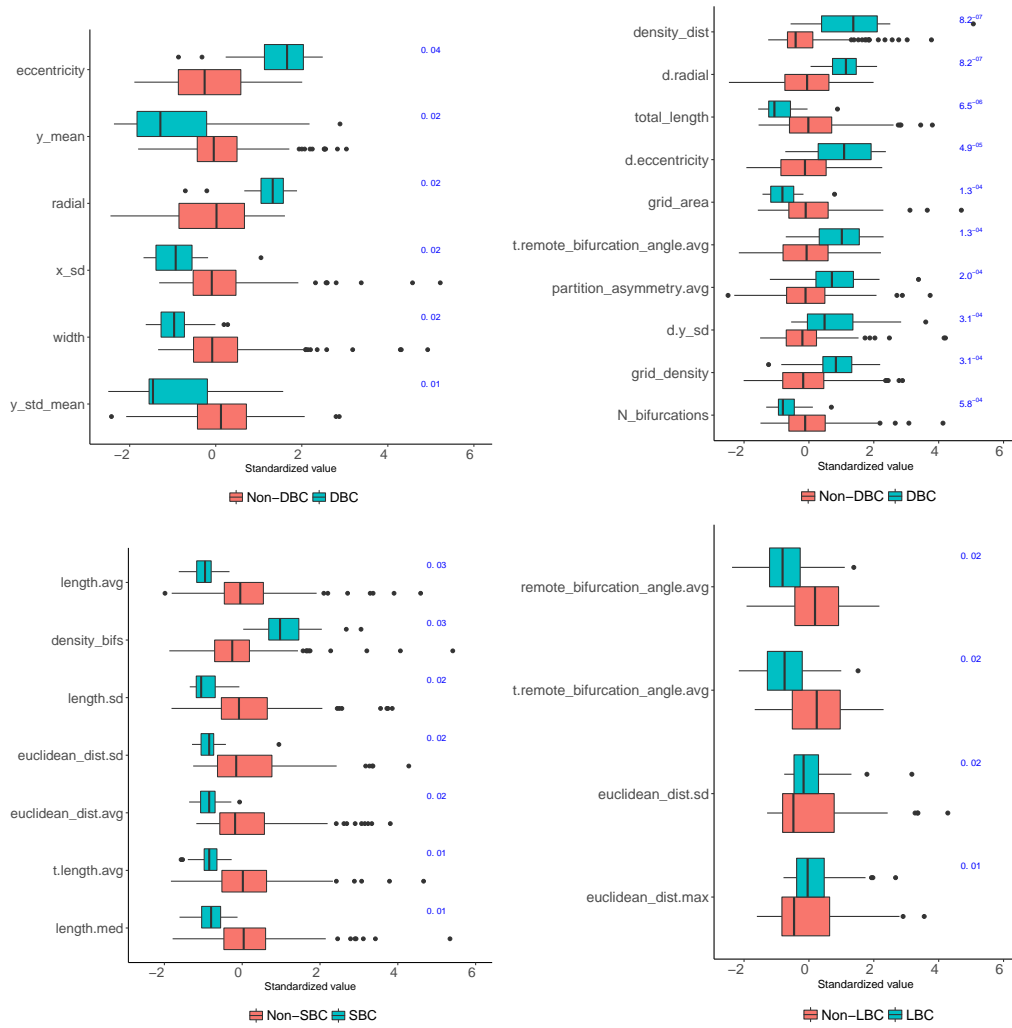 eccentricity
0. 04
y_mean
0. 02
radial
0. 02
x_sd
0. 02
width
0. 02
y_std_mean
0. 01
−2 0 2 4 6
Standardized value
Non−DBC DBC
density_dist
8.2⁻⁰⁷
d.radial
8.2⁻⁰⁷
total_length
6.5⁻⁰⁶
d.eccentricity
4.9⁻⁰⁵
grid_area
1.3⁻⁰⁴
t.remote_bifurcation_angle.avg
1.3⁻⁰⁴
partition_asymmetry.avg
2.0⁻⁰⁴
d.y_sd
3.1⁻⁰⁴
grid_density
3.1⁻⁰⁴
N_bifurcations
5.8⁻⁰⁴
−2 0 2 4 6
Standardized value
Non−DBC DBC
length.avg
0. 03
density_bifs
0. 03
length.sd
0. 02
euclidean_dist.sd
0. 02
euclidean_dist.avg
0. 02
t.length.avg
0. 01
length.med
0. 01
−2 0 2 4 6
Standardized value
Non−SBC SBC
remote_bifurcation_angle.avg
0. 02
t.remote_bifurcation_angle.avg
0. 02
euclidean_dist.sd
0. 02
euclidean_dist.max
0. 01
−2 0 2 4 6
Standardized value
Non−LBC LBC